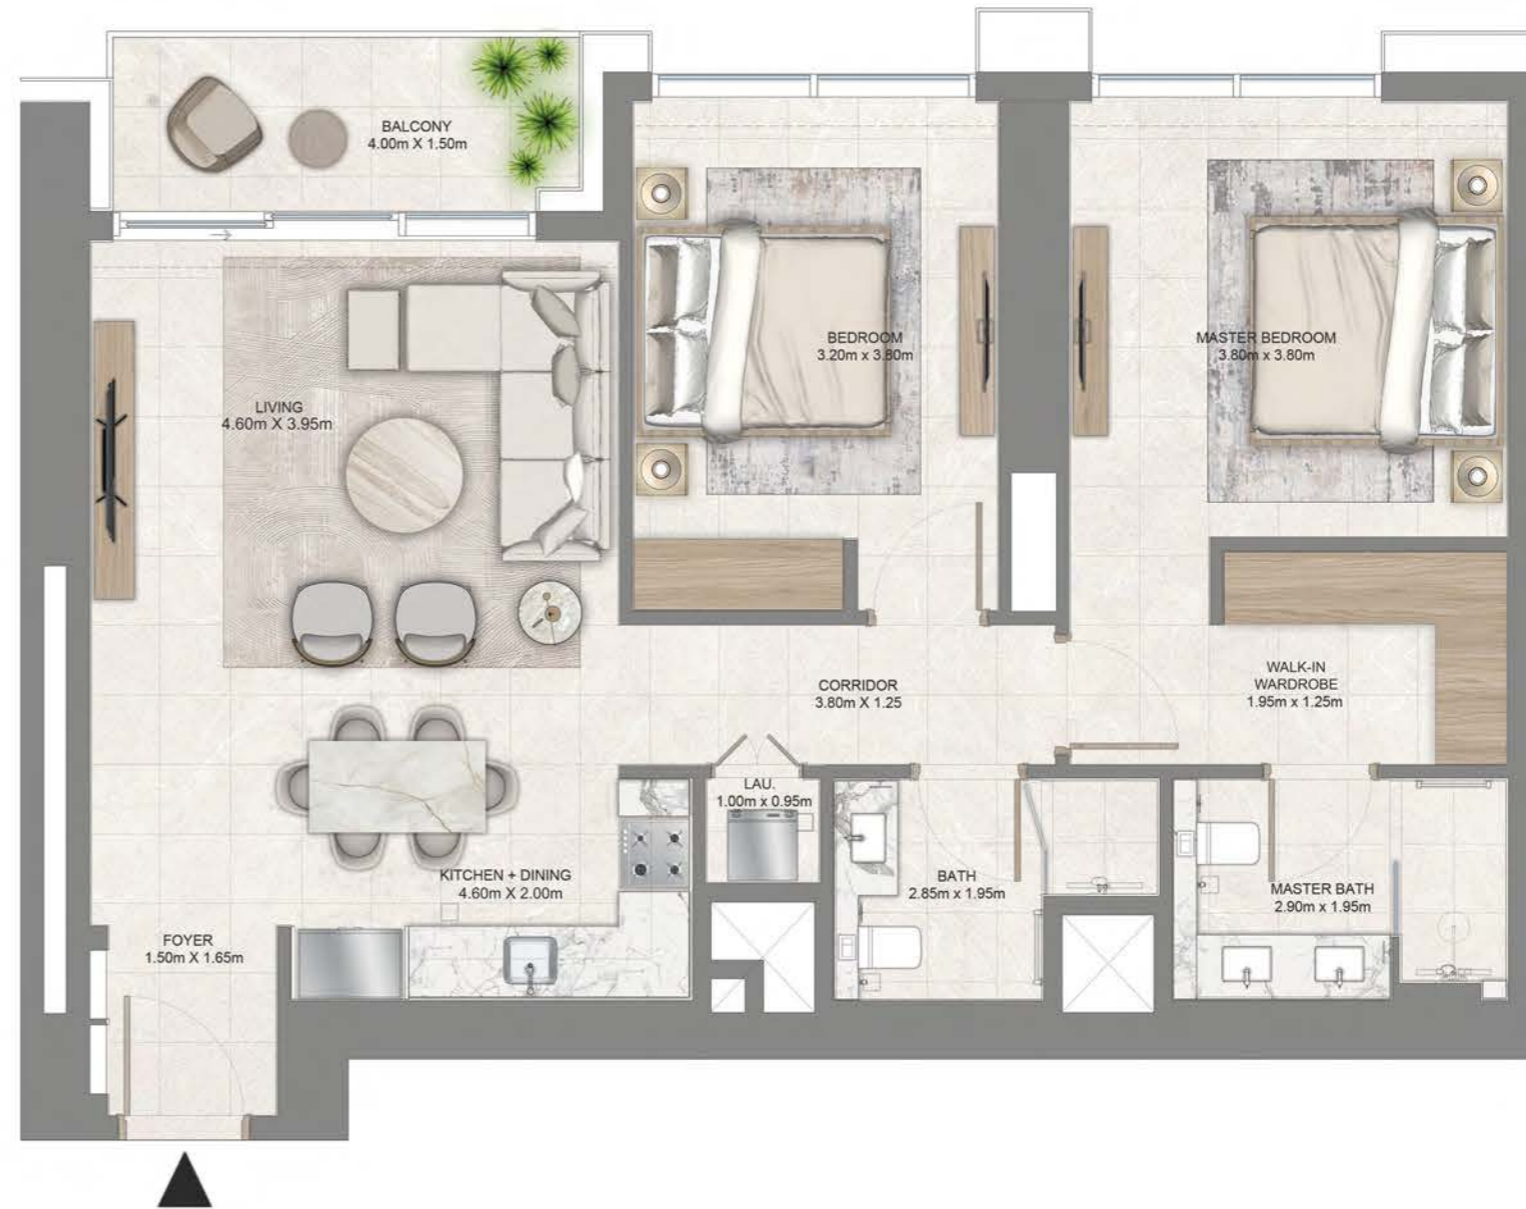 BALCONY
4.00m X 1.50m
BEDROOM
3.20m x 3.80m
MASTER BEDROOM
3.80m x 3.80m
LIVING
4.60m X 3.95m
CORRIDOR
3.80m X 1.25
WALK-IN
WARDROBE
1.95m x 1.25m
LAU.
1.00m x 0.95m
KITCHEN + DINING
4.60m X 2.00m
BATH
2.85m x 1.95m
MASTER BATH
2.90m x 1.95m
FOYER
1.50m X 1.65m